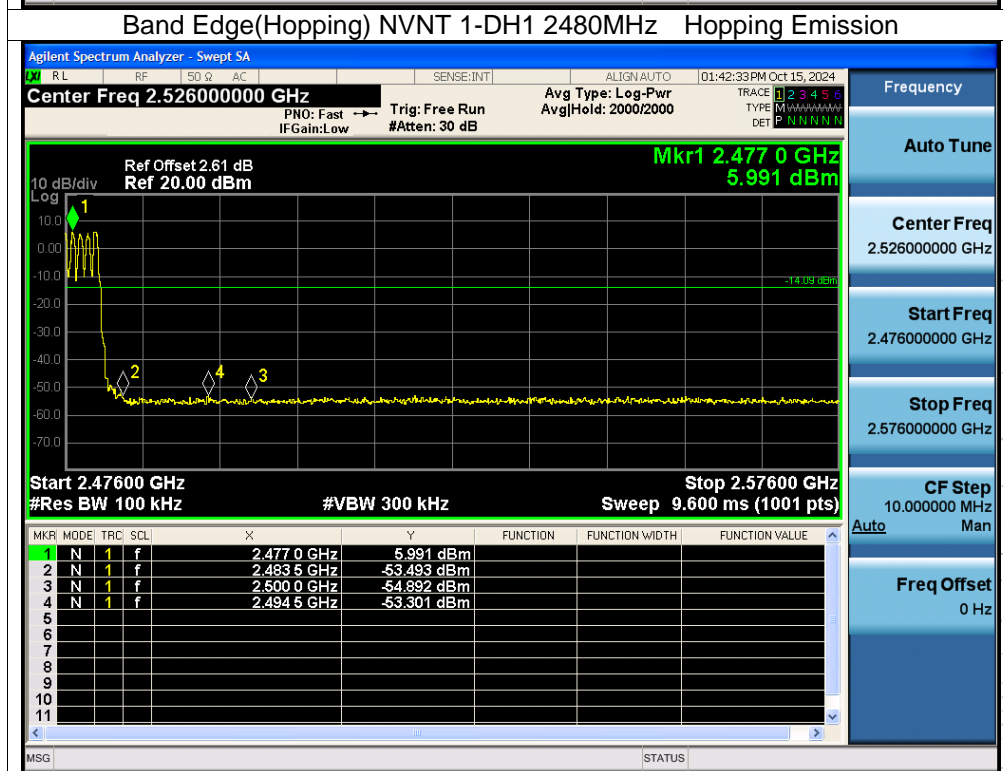 Band Edge(Hopping) NVNT 1-DH1 2480MHz Hopping Emission
Agilent Spectrum Analyzer - Swept SA
LXI RL RF 50 Ω AC SENSE:INT ALIGN AUTO 01:42:33 PM Oct 15, 2024
Center Freq 2.526000000 GHz
PNO: Fast
IFGain:Low
Trig: Free Run
#Atten: 30 dB
Avg Type: Log-Pwr
Avg|Hold: 2000/2000
TRACE 1 2 3 4 5 6
TYPE M
DET P N N N N N
Mkr1 2.477 0 GHz
5.991 dBm
Ref Offset 2.61 dB
10 dB/div Ref 20.00 dBm
Log
10.0
0.00
-10.0
-20.0
-30.0
-40.0
-50.0
-60.0
-70.0
1
2
4
3
-14.09 dBm
Start 2.47600 GHz Stop 2.57600 GHz
#Res BW 100 kHz #VBW 300 kHz Sweep 9.600 ms (1001 pts)
MKR MODE TRC SCL X Y FUNCTION FUNCTION WIDTH FUNCTION VALUE
1 N 1 f 2.477 0 GHz 5.991 dBm
2 N 1 f 2.483 5 GHz -53.493 dBm
3 N 1 f 2.500 0 GHz -54.892 dBm
4 N 1 f 2.494 5 GHz -53.301 dBm
5
6
7
8
9
10
11
MSG STATUS
Frequency
Auto Tune
Center Freq
2.526000000 GHz
Start Freq
2.476000000 GHz
Stop Freq
2.576000000 GHz
CF Step
10.000000 MHz
Auto Man
Freq Offset
0 Hz